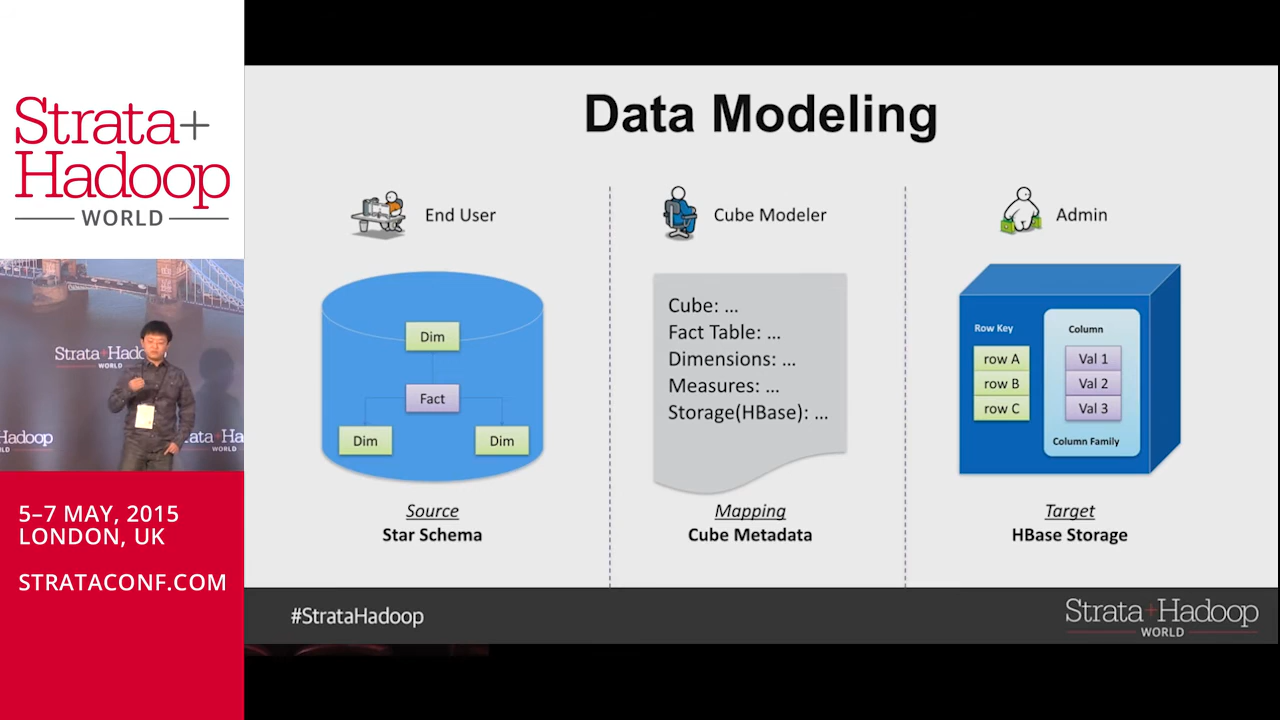 Strata+
Hadoop
WORLD
Strata+Hadoop
WORLD
Hadoop
WORLD
5–7 MAY, 2015
LONDON, UK
STRATACONF.COM
Data Modeling
End User
Cube Modeler
Admin
Dim
Fact
Dim
Dim
Source
Star Schema
Cube: ...
Fact Table: ...
Dimensions: ...
Measures: ...
Storage(HBase): ...
Mapping
Cube Metadata
Row Key
Column
row A
Val 1
row B
Val 2
row C
Val 3
Column Family
Target
HBase Storage
#StrataHadoop
Strata+Hadoop
WORLD